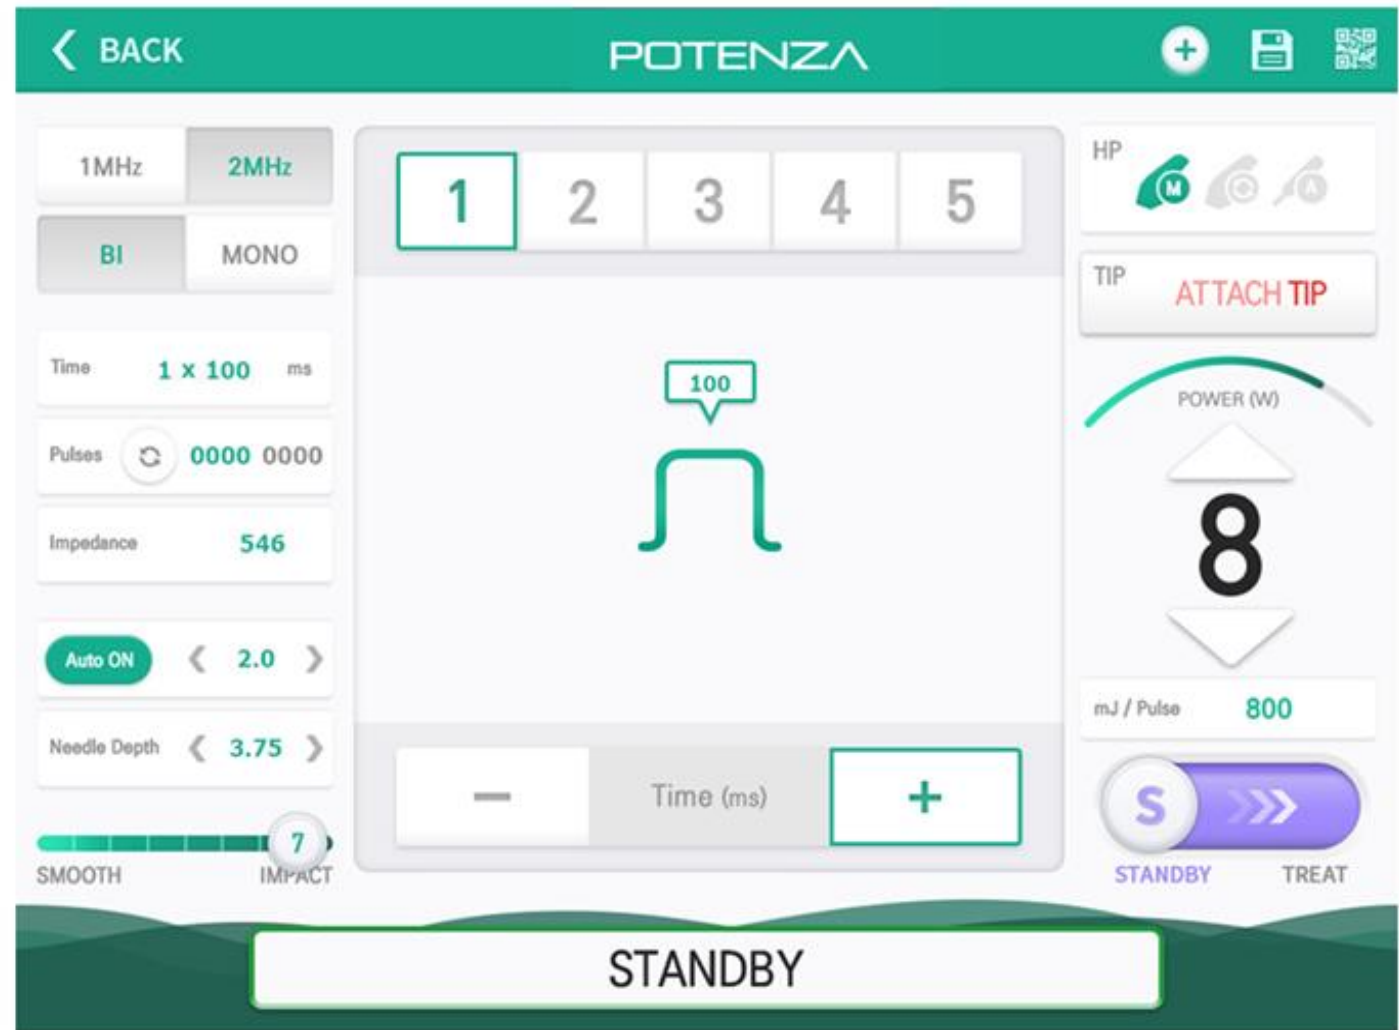 BACK
POTENZA
1MHz 2MHz
BI MONO
Time 1 x 100 ms
Pulses 0000 0000
Impedance 546
Auto ON 2.0
Needle Depth 3.75
7
SMOOTH IMPACT
1 2 3 4 5
100
− Time (ms) +
HP M A
TIP ATTACH TIP
POWER (W)
8
mJ / Pulse 800
S
STANDBY TREAT
STANDBY